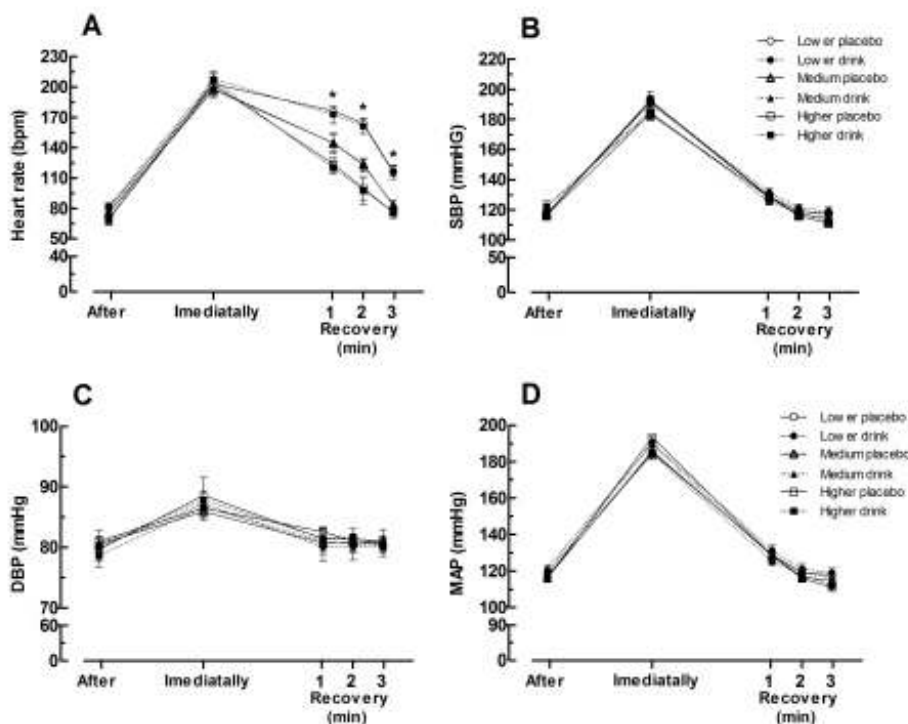 A
Heart rate (bpm)
230
200
170
140
110
80
50
40
0
*
*
*
After
Imediatally
1 2 3
Recovery
(min)
B
SBP (mmHG)
200
180
160
140
120
100
50
0
Low er placebo
Low er drink
Medium placebo
Medium drink
Higher placebo
Higher drink
After
Imediatally
1 2 3
Recovery
(min)
C
DBP (mmHg
100
90
80
70
60
0
After
Imediatally
1 2 3
Recovery
(min)
D
MAP (mmHg)
200
180
160
140
120
100
90
0
Low er placebo
Low er drink
Medium placebo
Medium drink
Higher placebo
Higher drink
After
Imediatally
1 2 3
Recovery
(min)